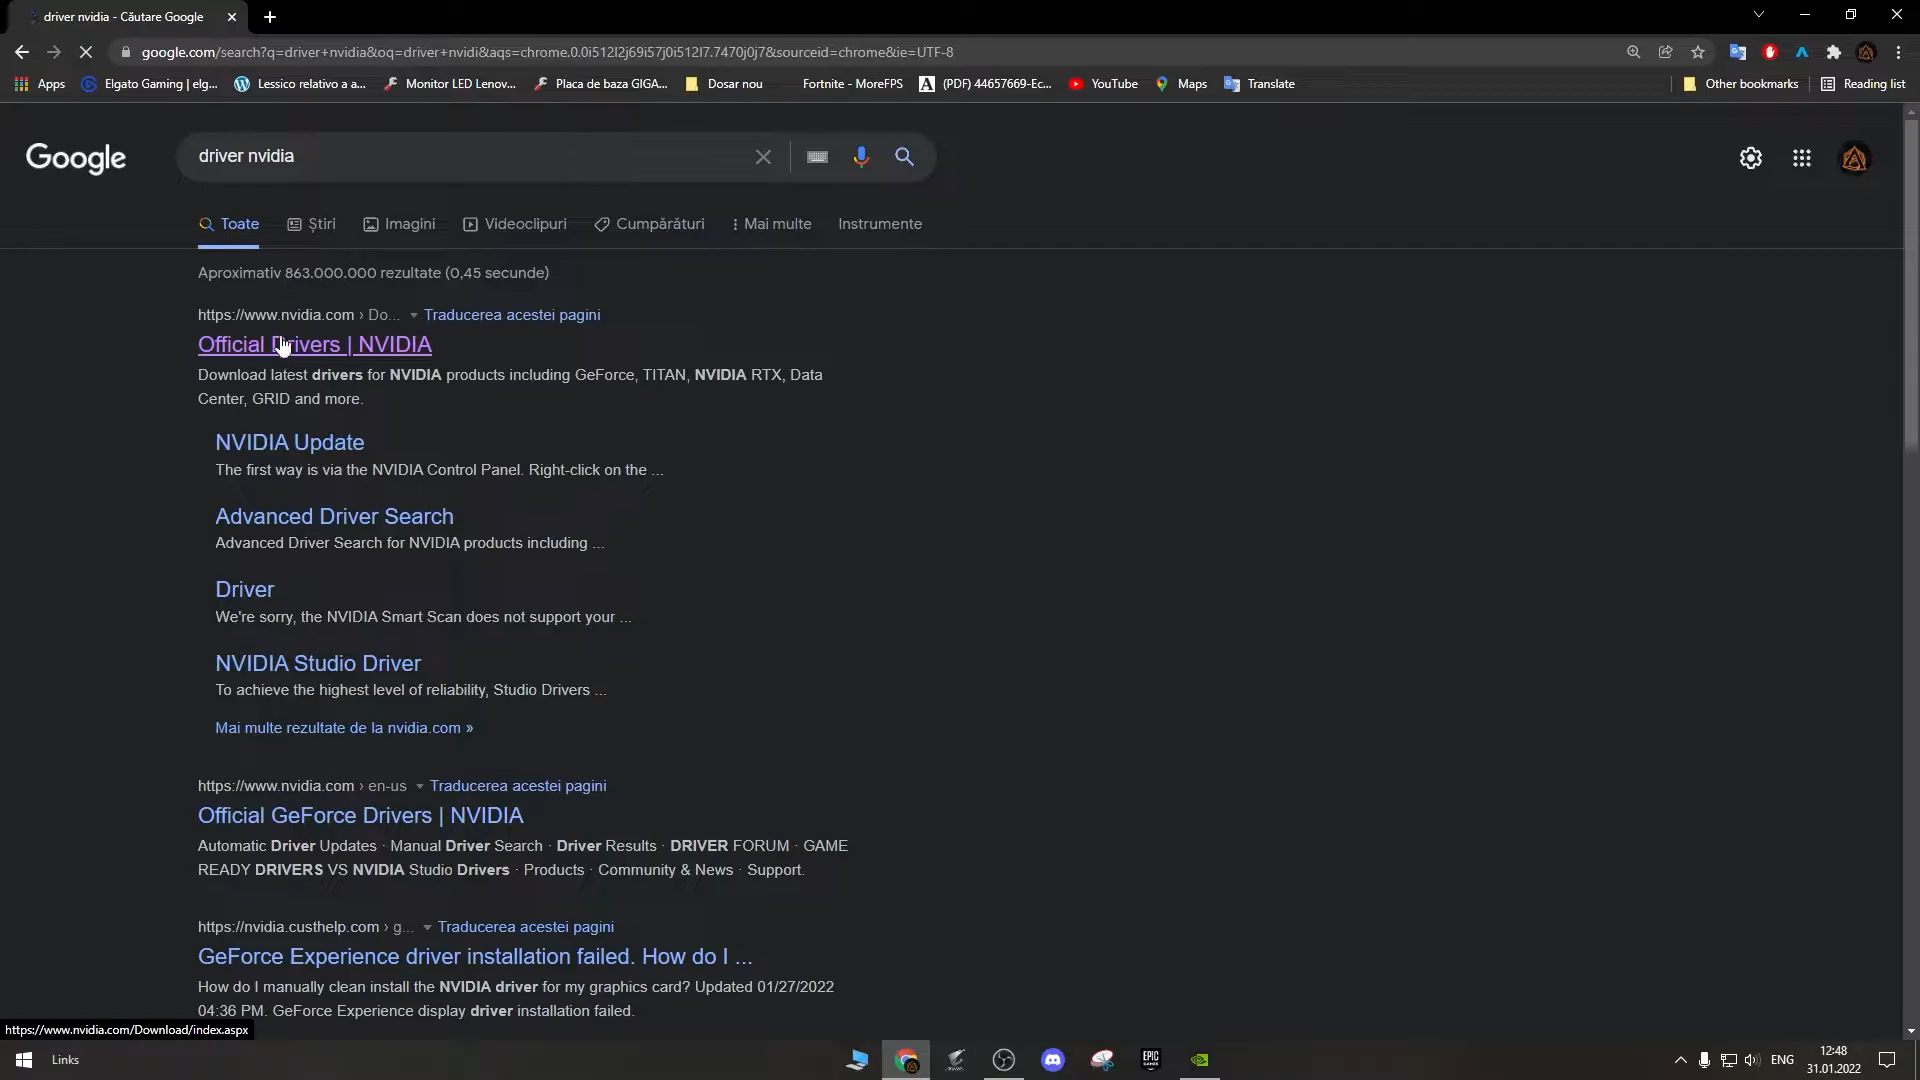 driver nvidia - Căutare Google
google.com/search?q=driver+nvidia&oq=driver+nvidi&aqs=chrome.0.0i512l2j69i57j0i512l7.7470j0j7&sourceid=chrome&ie=UTF-8
Apps Elgato Gaming | elg... Lessico relativo a a... Monitor LED Lenov... Placa de baza GIGA... Dosar nou Fortnite - MoreFPS (PDF) 44657669-Ec... YouTube Maps Translate Other bookmarks Reading list
Google driver nvidia
Toate Știri Imagini Videoclipuri Cumpărături Mai multe Instrumente
Aproximativ 863.000.000 rezultate (0,45 secunde)
https://www.nvidia.com › Do... Traducerea acestei pagini
Official Drivers | NVIDIA
Download latest drivers for NVIDIA products including GeForce, TITAN, NVIDIA RTX, Data
Center, GRID and more.
NVIDIA Update
The first way is via the NVIDIA Control Panel. Right-click on the ...
Advanced Driver Search
Advanced Driver Search for NVIDIA products including ...
Driver
We're sorry, the NVIDIA Smart Scan does not support your ...
NVIDIA Studio Driver
To achieve the highest level of reliability, Studio Drivers ...
Mai multe rezultate de la nvidia.com »
https://www.nvidia.com › en-us Traducerea acestei pagini
Official GeForce Drivers | NVIDIA
Automatic Driver Updates · Manual Driver Search · Driver Results · DRIVER FORUM · GAME
READY DRIVERS VS NVIDIA Studio Drivers · Products · Community & News · Support.
https://nvidia.custhelp.com › g... Traducerea acestei pagini
GeForce Experience driver installation failed. How do I ...
How do I manually clean install the NVIDIA driver for my graphics card? Updated 01/27/2022
04:36 PM. GeForce Experience display driver installation failed.
https://www.nvidia.com/Download/index.aspx
Links EPIC GAMES ENG 12:48
31.01.2022